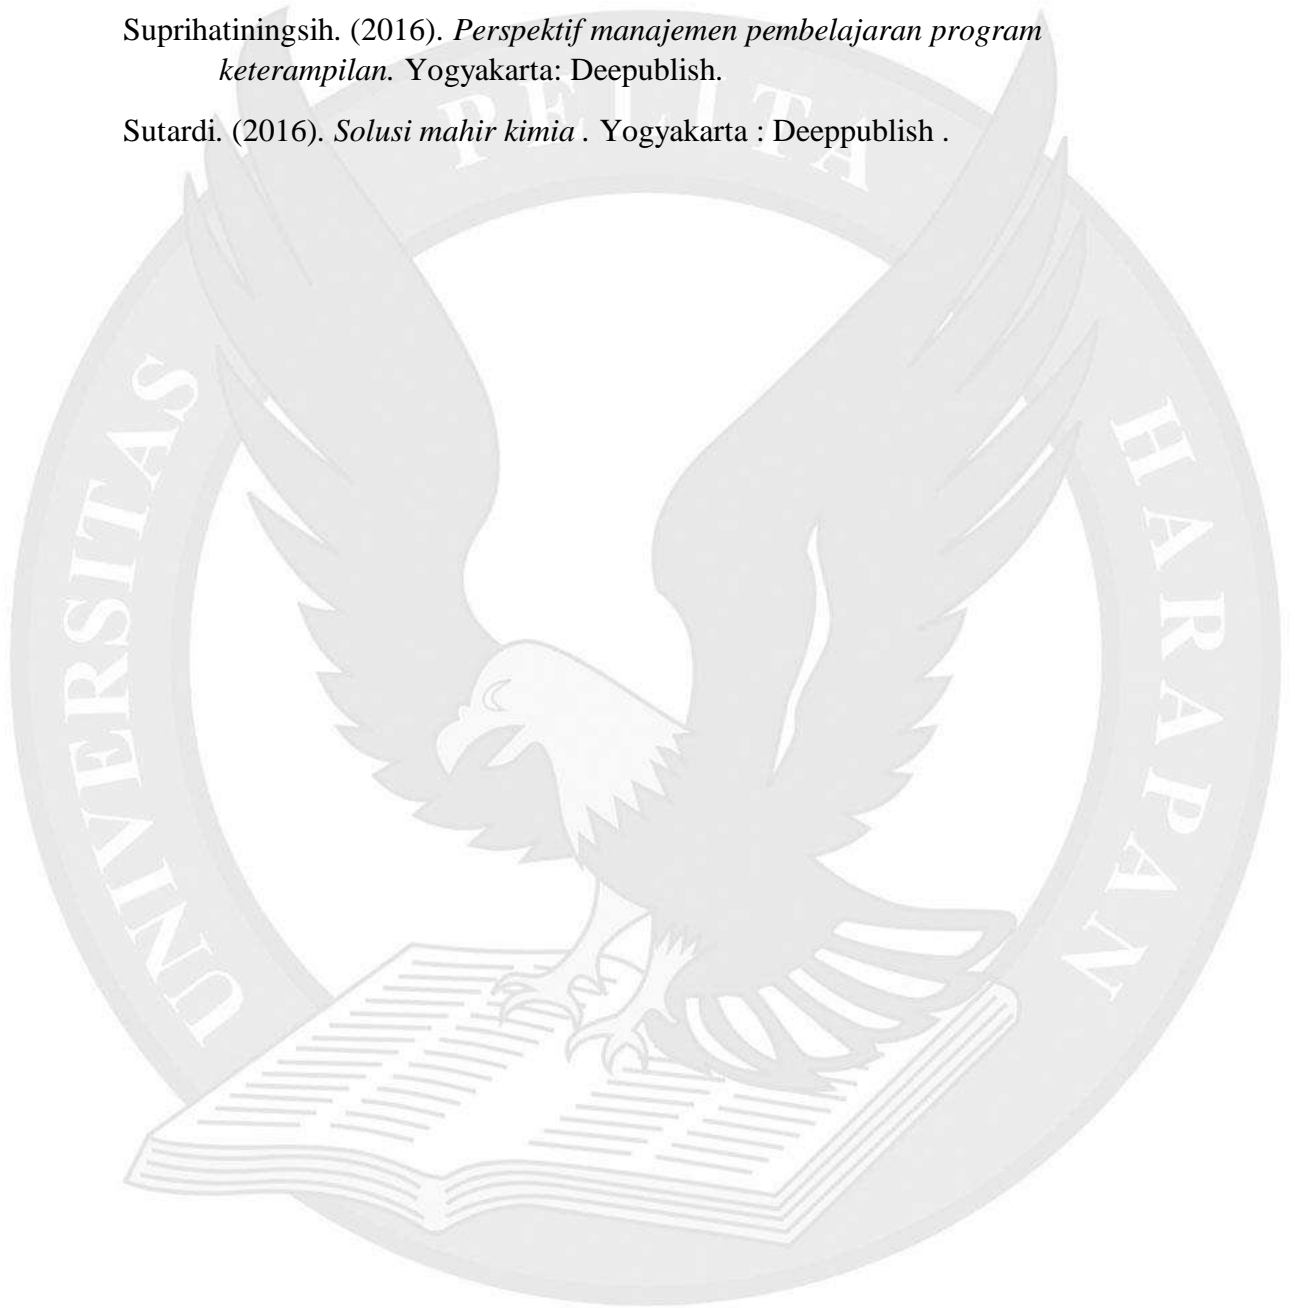 Suprihatiningsih. (2016). Perspektif manajemen pembelajaran program
keterampilan. Yogyakarta: Deepublish.
Sutardi. (2016). Solusi mahir kimia . Yogyakarta : Deeppublish .
UNIVERSITAS PELITA HARAPAN